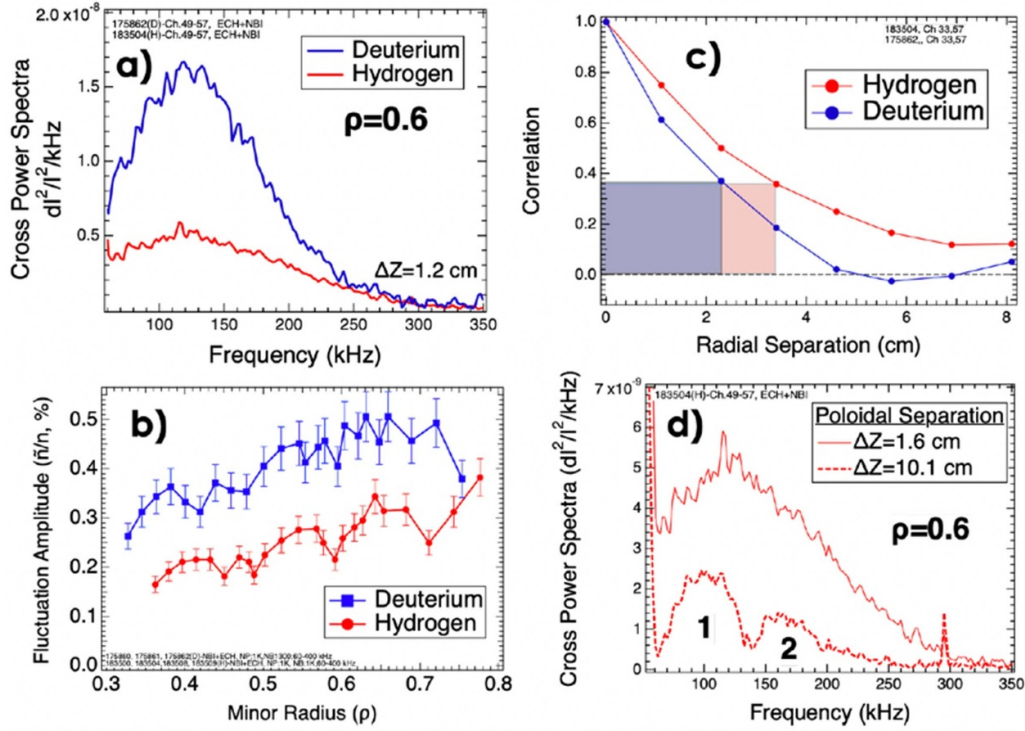 2.0x10⁻⁸
175862(D)-Ch.49-57, ECH+NBI
183504(H)-Ch.49-57, ECH+NBI
a)
Deuterium
Hydrogen
ρ=0.6
1.5
1.0
0.5
Cross Power Spectra
dI²/I²/kHz
ΔZ=1.2 cm
100 150 200 250 300 350
Frequency (kHz)
1.0
0.8
0.6
0.4
0.2
0.0
Correlation
183504, Ch 33,57
175862,, Ch 33,57
c)
Hydrogen
Deuterium
0 2 4 6 8
Radial Separation (cm)
b)
0.5
0.4
0.3
0.2
0.1
0.0
Fluctuation Amplitude (ñ/n, %)
Deuterium
Hydrogen
0.3 0.4 0.5 0.6 0.7 0.8
Minor Radius (ρ)
7 x10⁻⁹
183504(H)-Ch.49-57, ECH+NBI
d)
Poloidal Separation
ΔZ=1.6 cm
ΔZ=10.1 cm
ρ=0.6
6
5
4
3
2
1
0
Cross Power Spectra (dI²/I²/kHz)
1
2
100 150 200 250 300 350
Frequency (kHz)